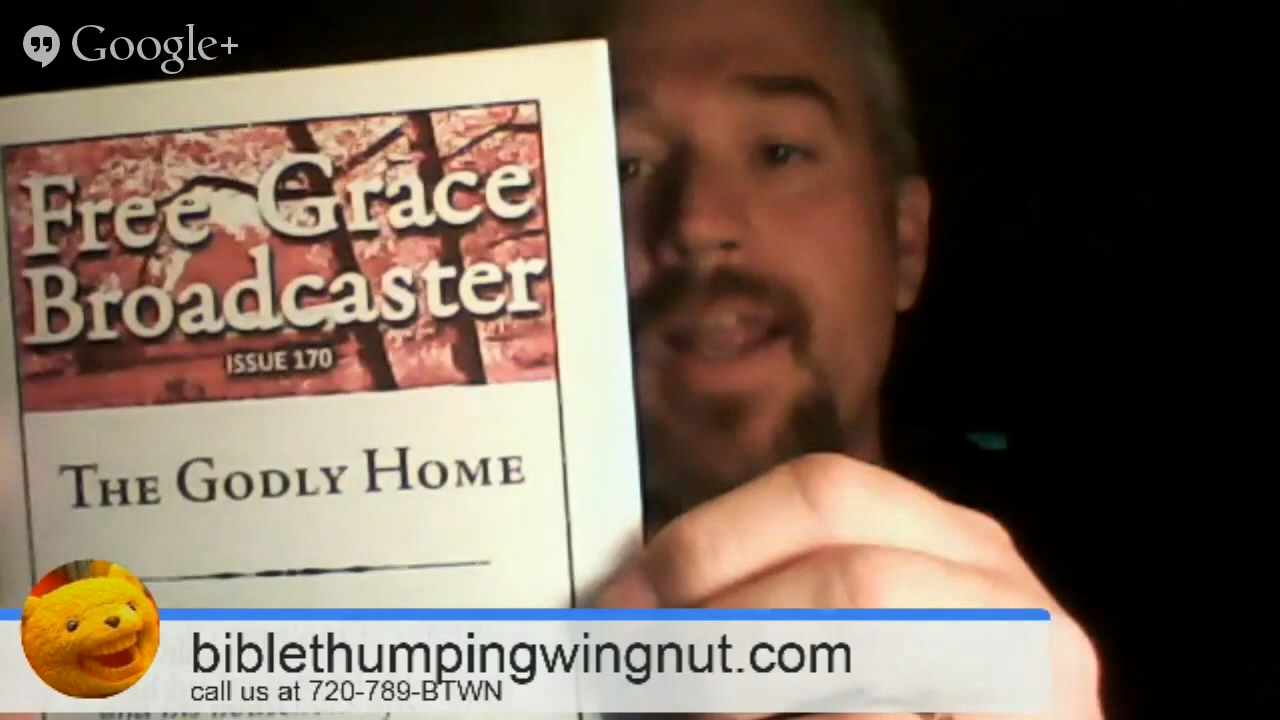 Google+
Free Grace
Broadcaster
ISSUE 170
THE GODLY HOME
biblethumpingwingnut.com
call us at 720-789-BTWN